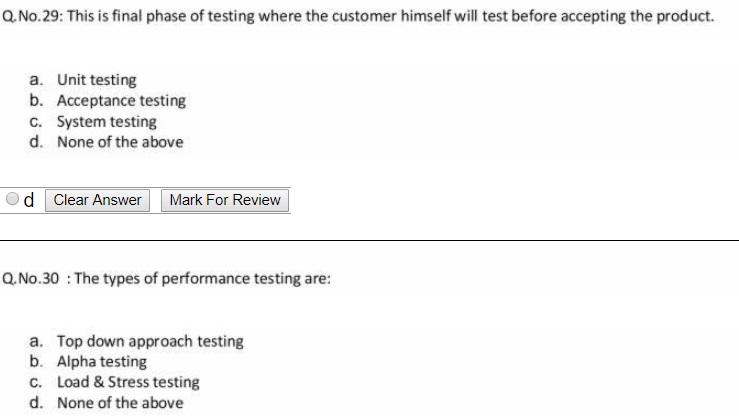 Q.No.29: This is final phase of testing where the customer himself will test before accepting the product.
a. Unit testing
b. Acceptance testing
c. System testing
d. None of the above
d Clear Answer Mark For Review
Q.No.30 : The types of performance testing are:
a. Top down approach testing
b. Alpha testing
c. Load & Stress testing
d. None of the above